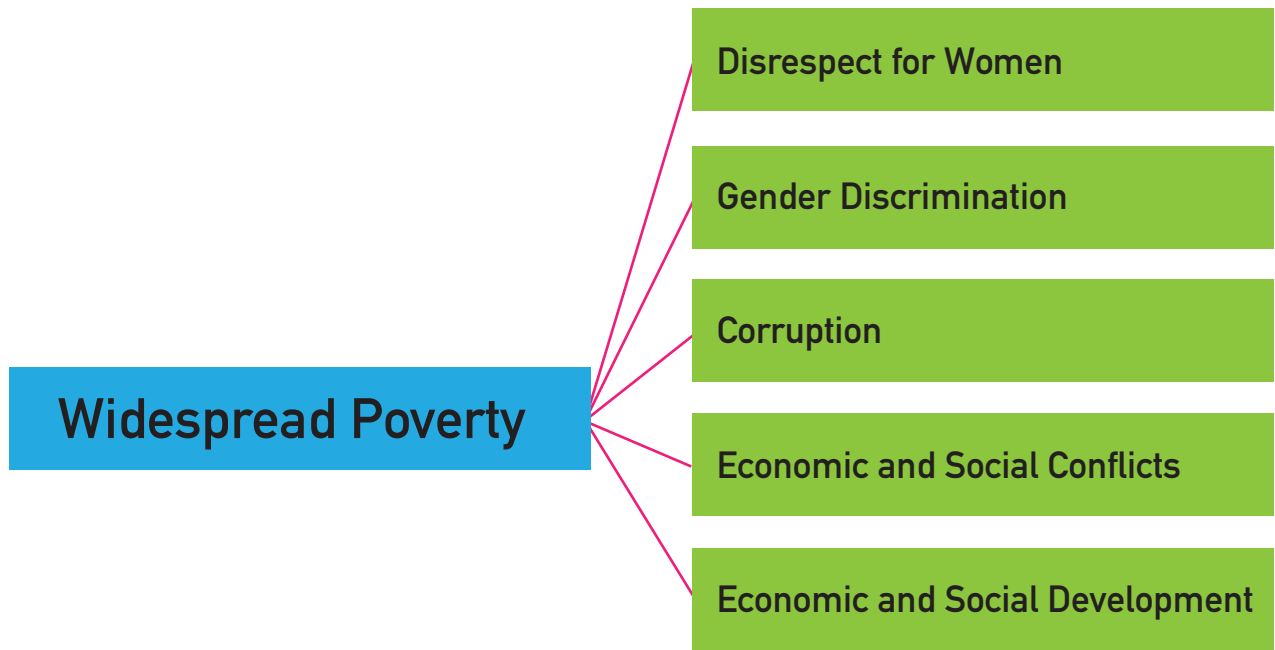 Disrespect for Women
Gender Discrimination
Corruption
Widespread Poverty
Economic and Social Conflicts
Economic and Social Development